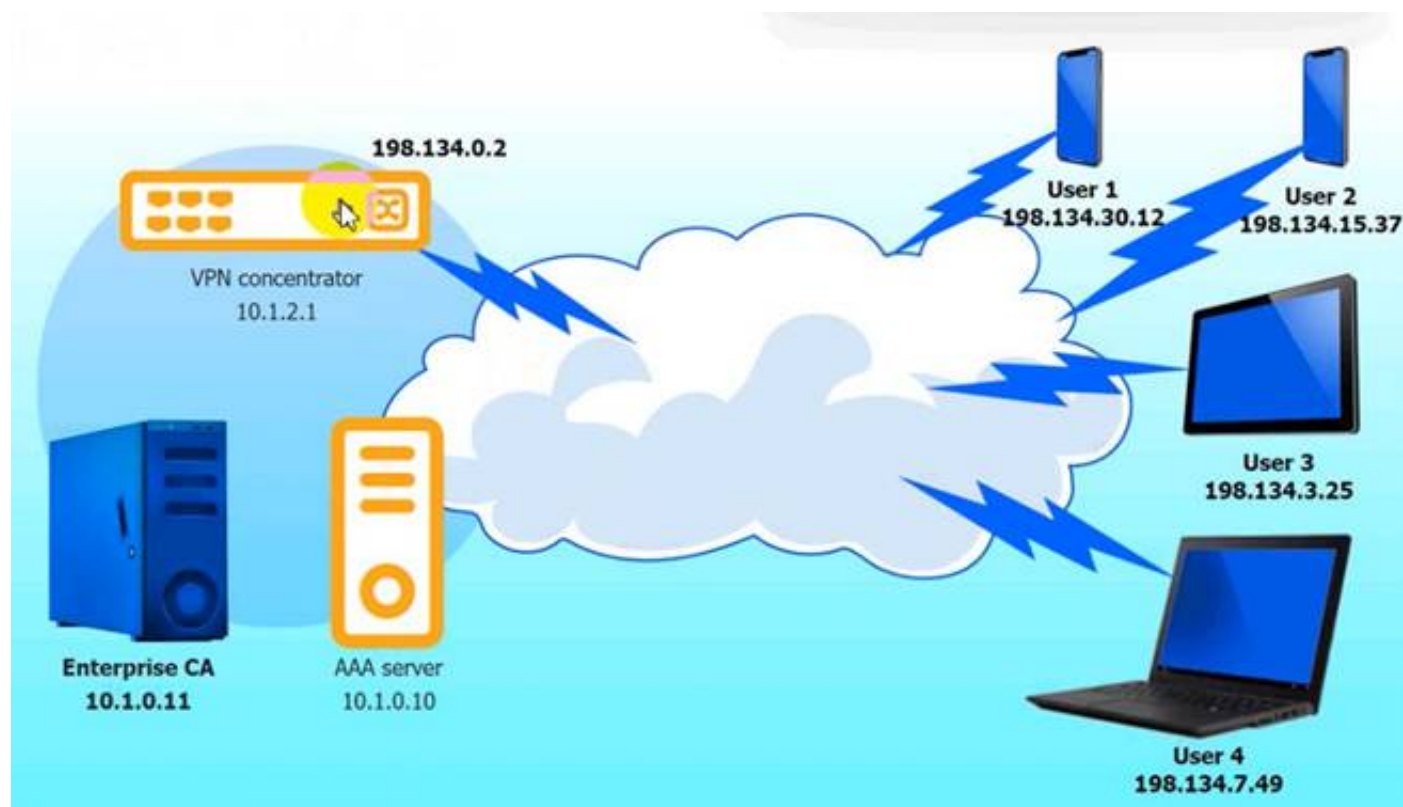 198.134.0.2
VPN concentrator
10.1.2.1
User 1
198.134.30.12
User 2
198.134.15.37
User 3
198.134.3.25
Enterprise CA
10.1.0.11
AAA server
10.1.0.10
User 4
198.134.7.49